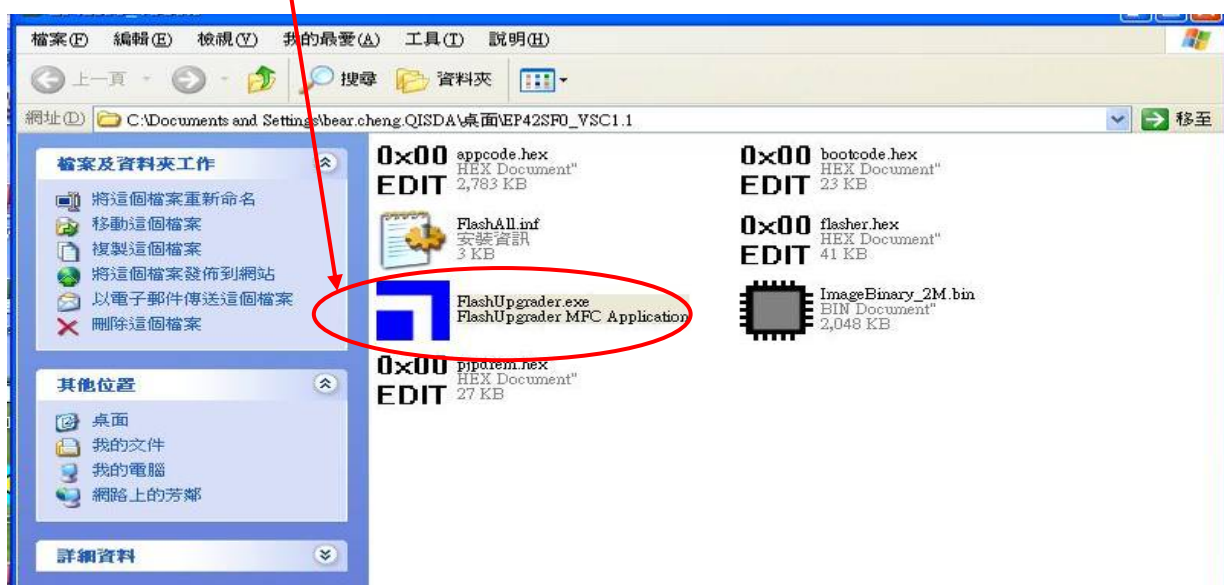 檔案(F) 編輯(E) 檢視(V) 我的最愛(A) 工具(T) 說明(H)
上一頁 搜尋 資料夾
網址(D) C:\Documents and Settings\bear.cheng.QISDA\桌面\EP42SF0_VSC1.1 移至
檔案及資料夾工作
將這個檔案重新命名
移動這個檔案
複製這個檔案
將這個檔案發佈到網站
以電子郵件傳送這個檔案
刪除這個檔案
其他位置
桌面
我的文件
我的電腦
網路上的芳鄰
詳細資料
0x00 EDIT
appcode.hex
HEX Document"
2,783 KB
0x00 EDIT
bootcode.hex
HEX Document"
23 KB
FlashAll.inf
安裝資訊
3 KB
0x00 EDIT
flasher.hex
HEX Document"
41 KB
FlashUpgrader.exe
FlashUpgrader MFC Application
ImageBinary_2M.bin
BIN Document"
2,048 KB
0x00 EDIT
pjpdrem.hex
HEX Document"
27 KB